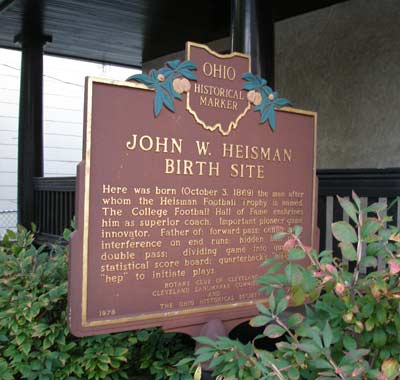 OHIO
HISTORICAL
MARKER
JOHN W. HEISMAN
BIRTH SITE
Here was born (October 3, 1869) the man after
whom the Heisman Football Trophy is named.
The College Football Hall of Fame enshrines
him as superior coach. Important pioneer game
innovator. Father of: forward pass;
interference on end runs; hidden
double pass; dividing game into
statistical score board; quarterback's
"hep" to initiate plays.
ROTARY CLUB OF CLEVELAND
CLEVELAND LANDMARKS
AND
THE OHIO HISTORICAL SOCIETY
1978